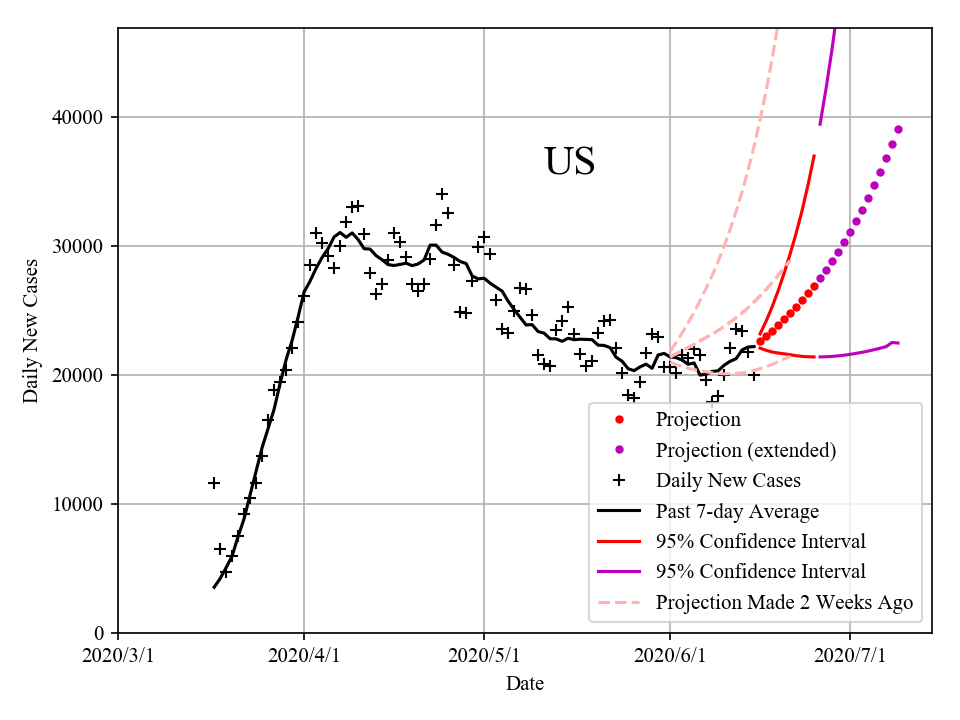 US
Daily New Cases
40000
30000
20000
10000
0
2020/3/1
2020/4/1
2020/5/1
2020/6/1
2020/7/1
Date
Projection
Projection (extended)
Daily New Cases
Past 7-day Average
95% Confidence Interval
95% Confidence Interval
Projection Made 2 Weeks Ago